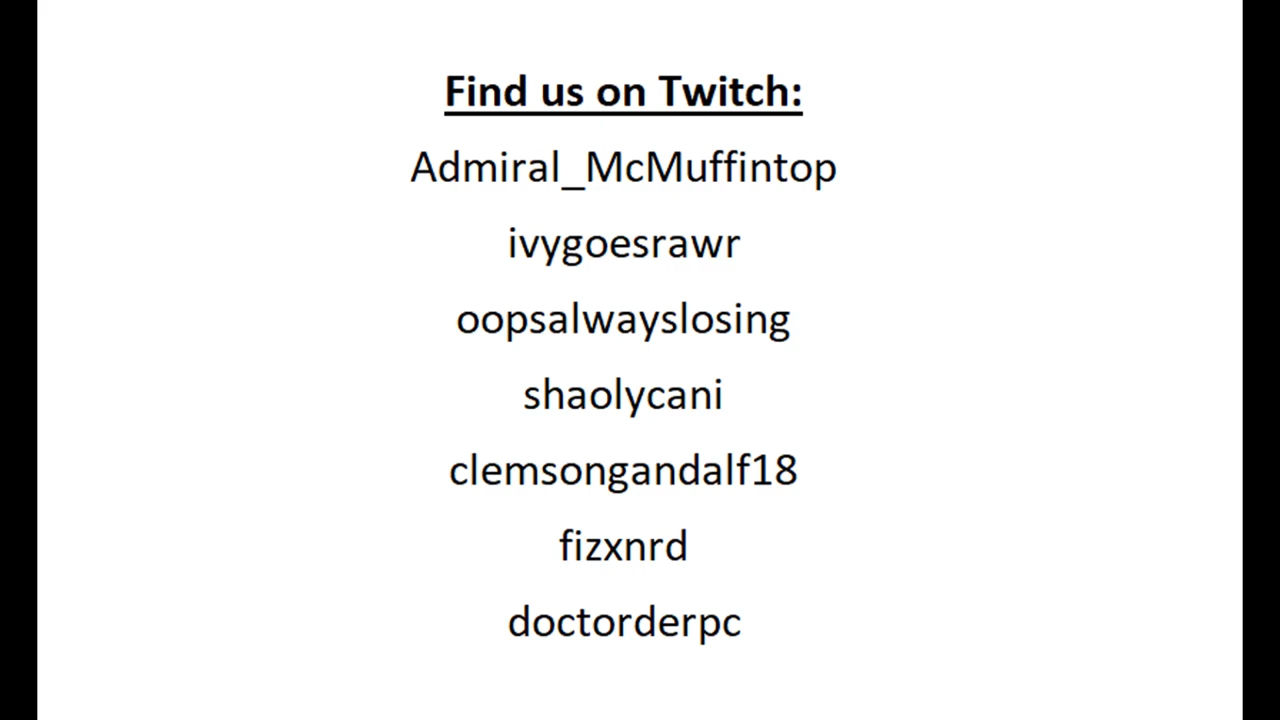 Find us on Twitch:
Admiral_McMuffintop
ivygoesrawr
oopsalwayslosing
shaolycani
clemsongandalf18
fizxnrd
doctorderpc